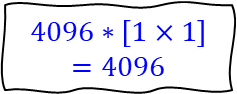 4096 ∗ [1 × 1]
= 4096